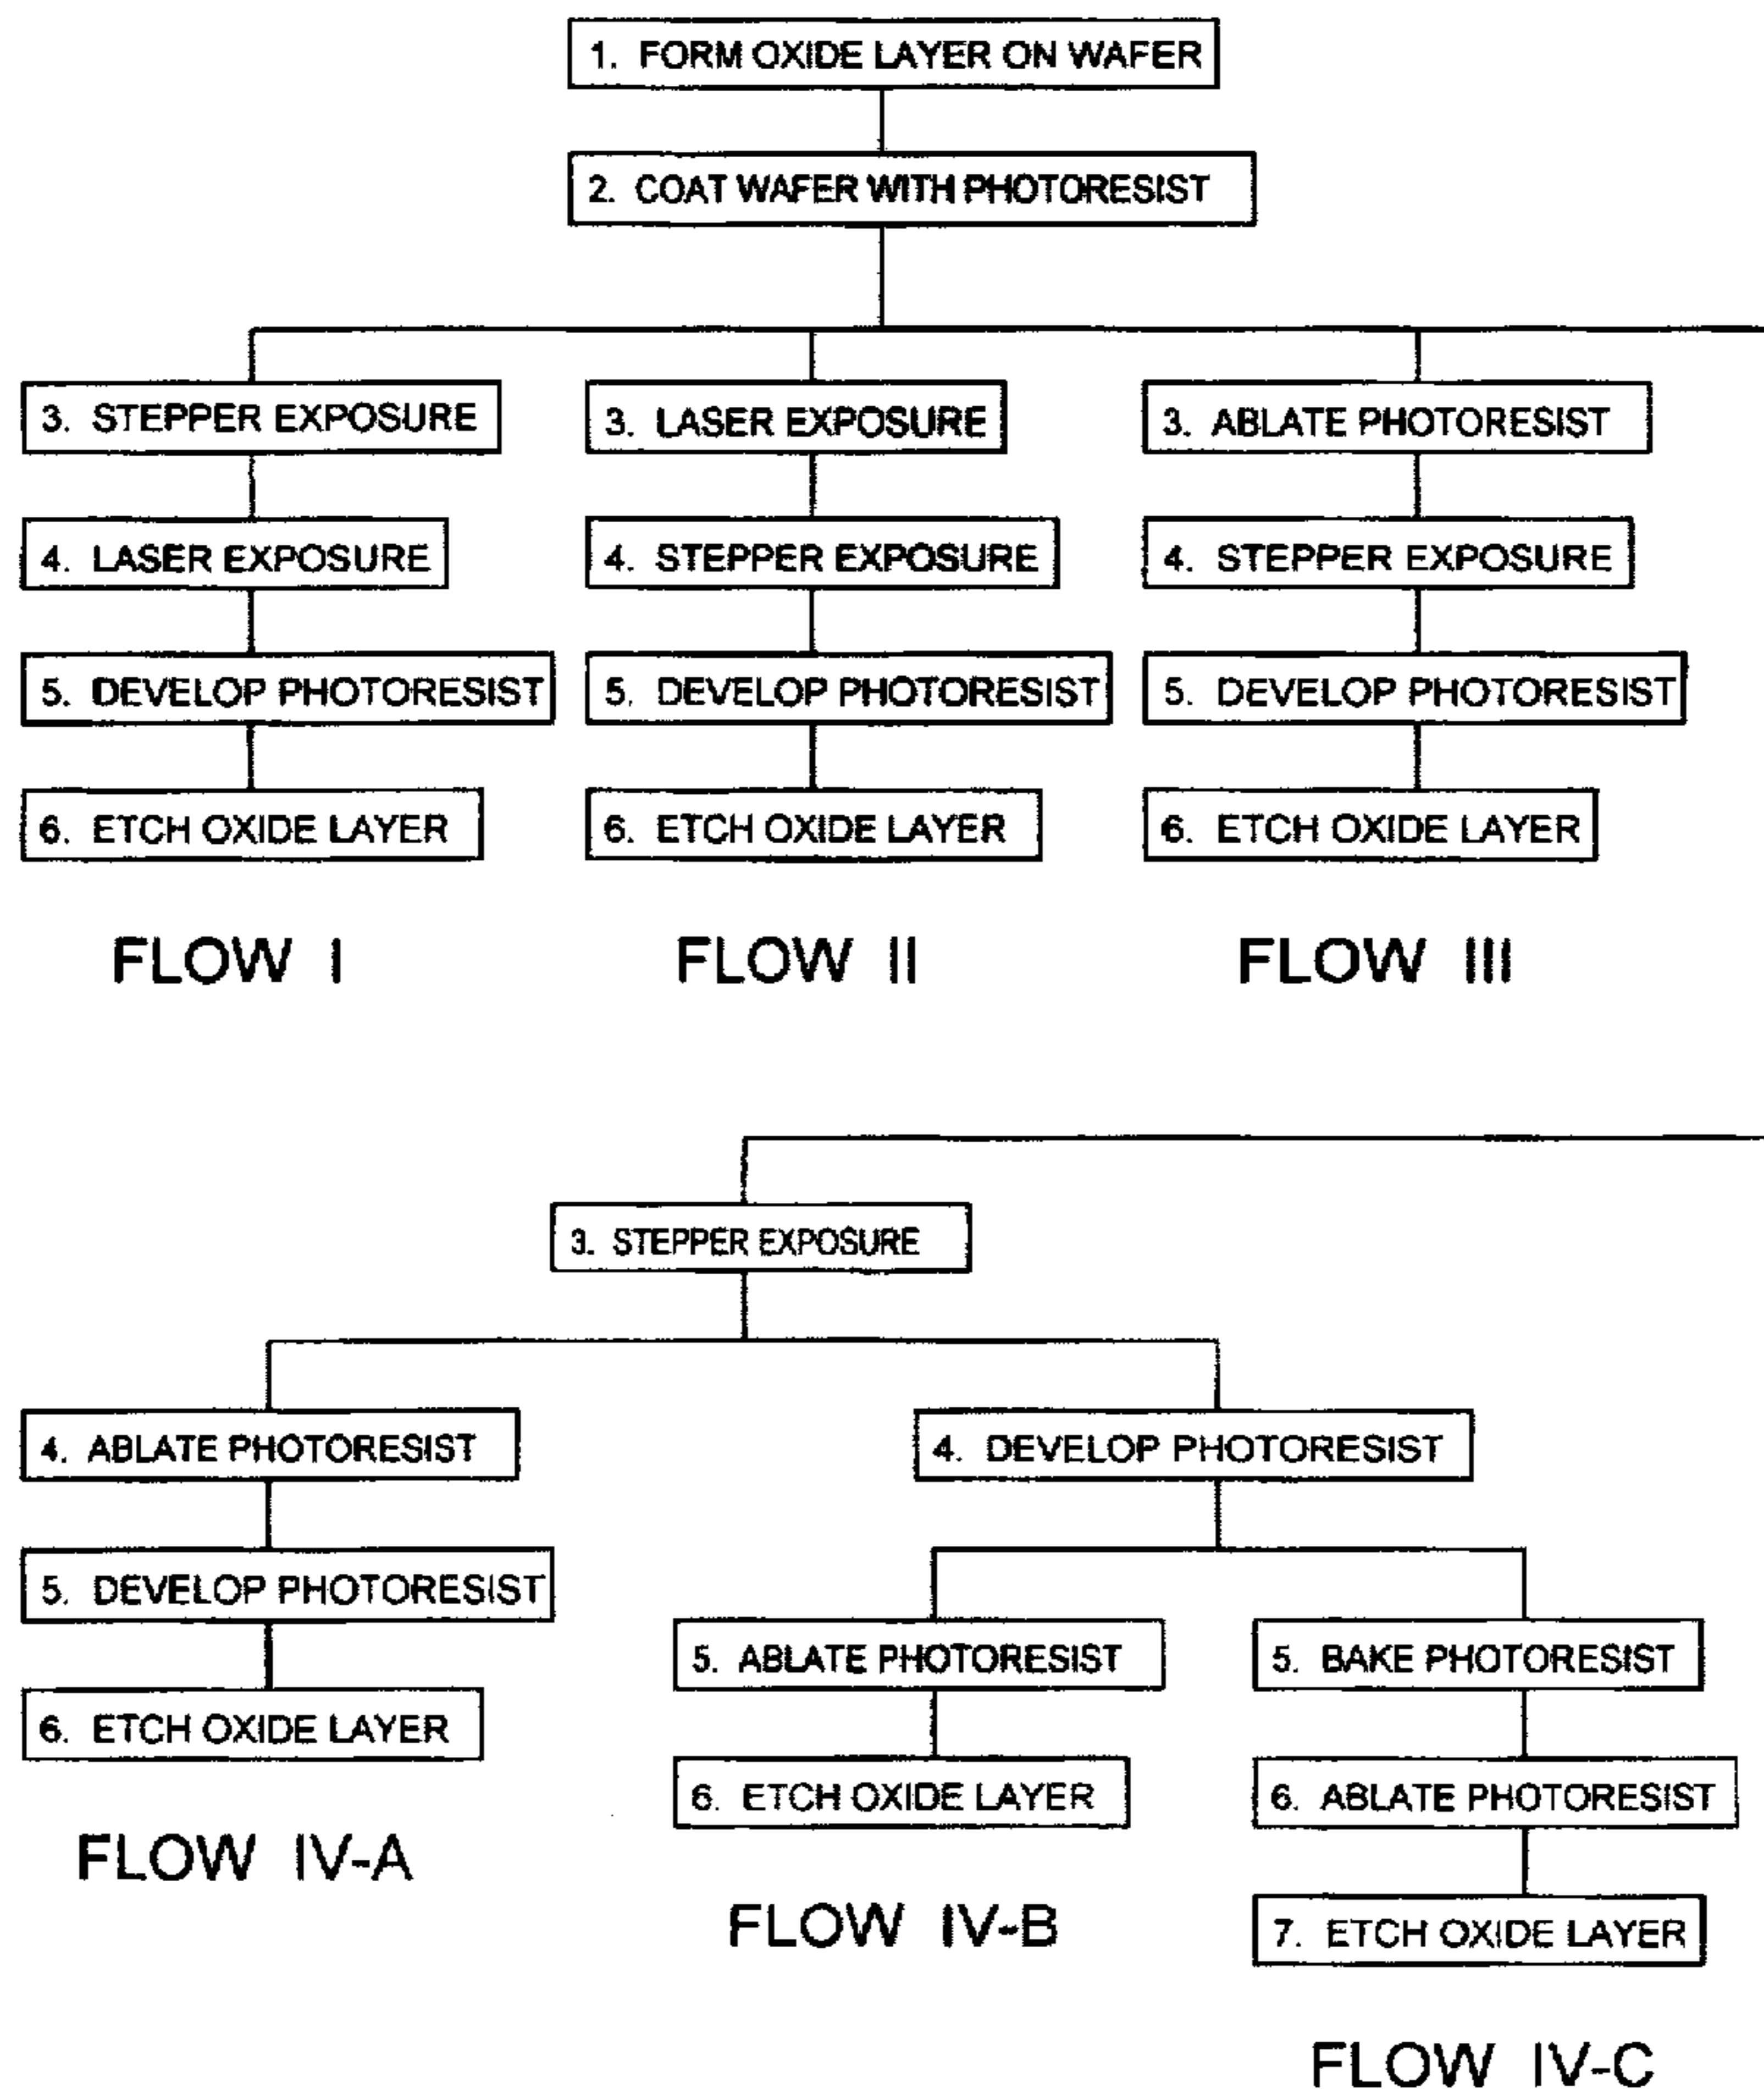 1. FORM OXIDE LAYER ON WAFER
2. COAT WAFER WITH PHOTORESIST
3. STEPPER EXPOSURE
4. LASER EXPOSURE
5. DEVELOP PHOTORESIST
6. ETCH OXIDE LAYER
FLOW I
3. LASER EXPOSURE
4. STEPPER EXPOSURE
5. DEVELOP PHOTORESIST
6. ETCH OXIDE LAYER
FLOW II
3. ABLATE PHOTORESIST
4. STEPPER EXPOSURE
5. DEVELOP PHOTORESIST
6. ETCH OXIDE LAYER
FLOW III
3. STEPPER EXPOSURE
4. ABLATE PHOTORESIST
5. DEVELOP PHOTORESIST
6. ETCH OXIDE LAYER
FLOW IV-A
4. DEVELOP PHOTORESIST
5. ABLATE PHOTORESIST
6. ETCH OXIDE LAYER
FLOW IV-B
5. BAKE PHOTORESIST
6. ABLATE PHOTORESIST
7. ETCH OXIDE LAYER
FLOW IV-C